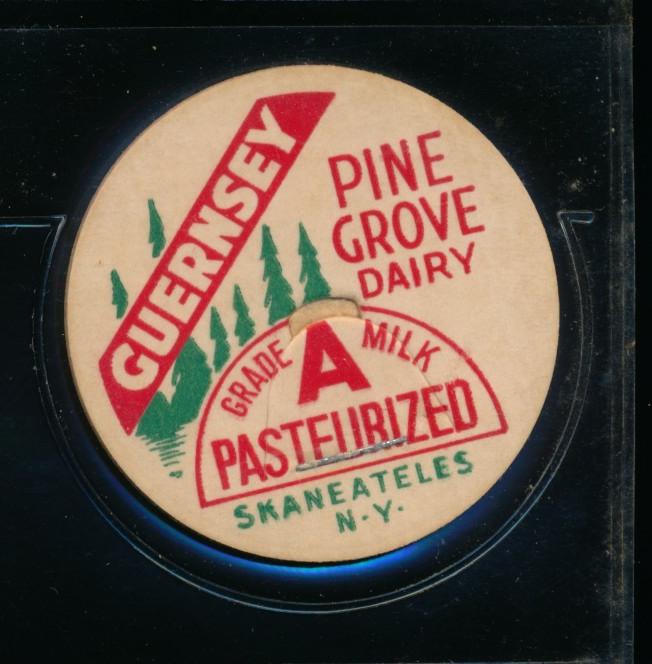 GUERNSEY
PINE
GROVE
DAIRY
GRADE A MILK
PASTEURIZED
SKANEATELES
N.Y.